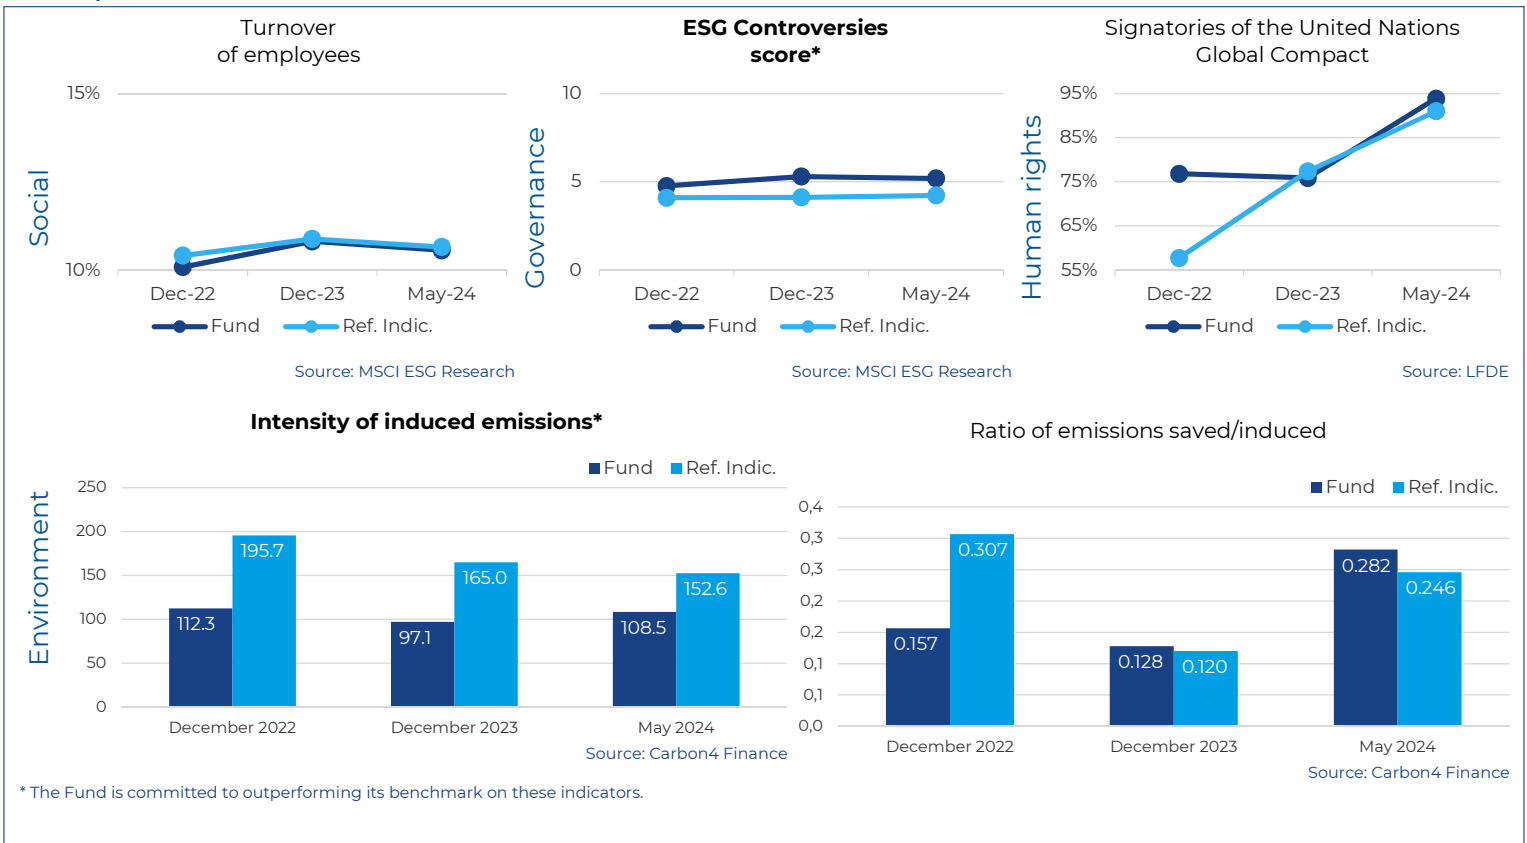 Turnover
of employees
15%
10%
Social
Dec-22 Dec-23 May-24
Fund Ref. Indic.
Source: MSCI ESG Research
ESG Controversies
score*
10
5
0
Governance
Dec-22 Dec-23 May-24
Fund Ref. Indic.
Source: MSCI ESG Research
Signatories of the United Nations
Global Compact
95%
85%
75%
65%
55%
Human rights
Dec-22 Dec-23 May-24
Fund Ref. Indic.
Source: LFDE
Intensity of induced emissions*
Fund Ref. Indic.
Environment
250
200
150
100
50
0
112.3 195.7 97.1 165.0 108.5 152.6
December 2022 December 2023 May 2024
Source: Carbon4 Finance
Ratio of emissions saved/induced
Fund Ref. Indic.
0,4
0,3
0,3
0,2
0,2
0,1
0,1
0,0
0.157 0.307 0.128 0.120 0.282 0.246
December 2022 December 2023 May 2024
Source: Carbon4 Finance
* The Fund is committed to outperforming its benchmark on these indicators.